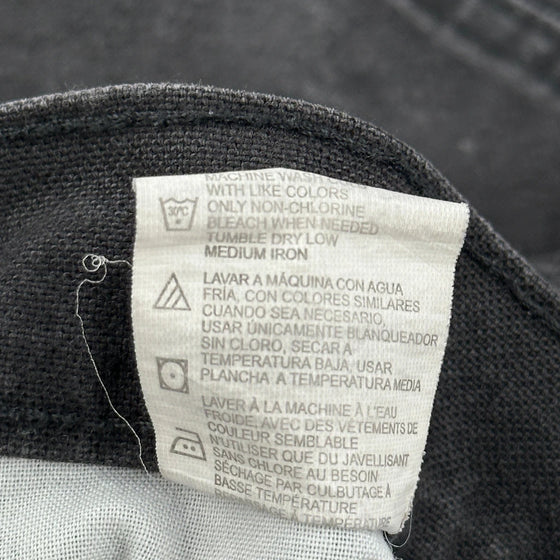 MACHINE WASH
WITH LIKE COLORS
30°C
ONLY NON-CHLORINE
BLEACH WHEN NEEDED
TUMBLE DRY LOW
MEDIUM IRON
LAVAR A MÁQUINA CON AGUA
FRÍA, CON COLORES SIMILARES
CUANDO SEA NECESARIO
USAR ÚNICAMENTE BLANQUEADOR
SIN CLORO, SECAR A
TEMPERATURA BAJA, USAR
PLANCHA A TEMPERATURA MEDIA
LAVER À LA MACHINE À L'EAU
FROIDE, AVEC DES VÊTEMENTS DE
COULEUR SEMBLABLE
N'UTILISER QUE DU JAVELLISANT
SANS CHLORE AU BESOIN
SÉCHAGE PAR CULBUTAGE À
BASSE TEMPÉRATURE